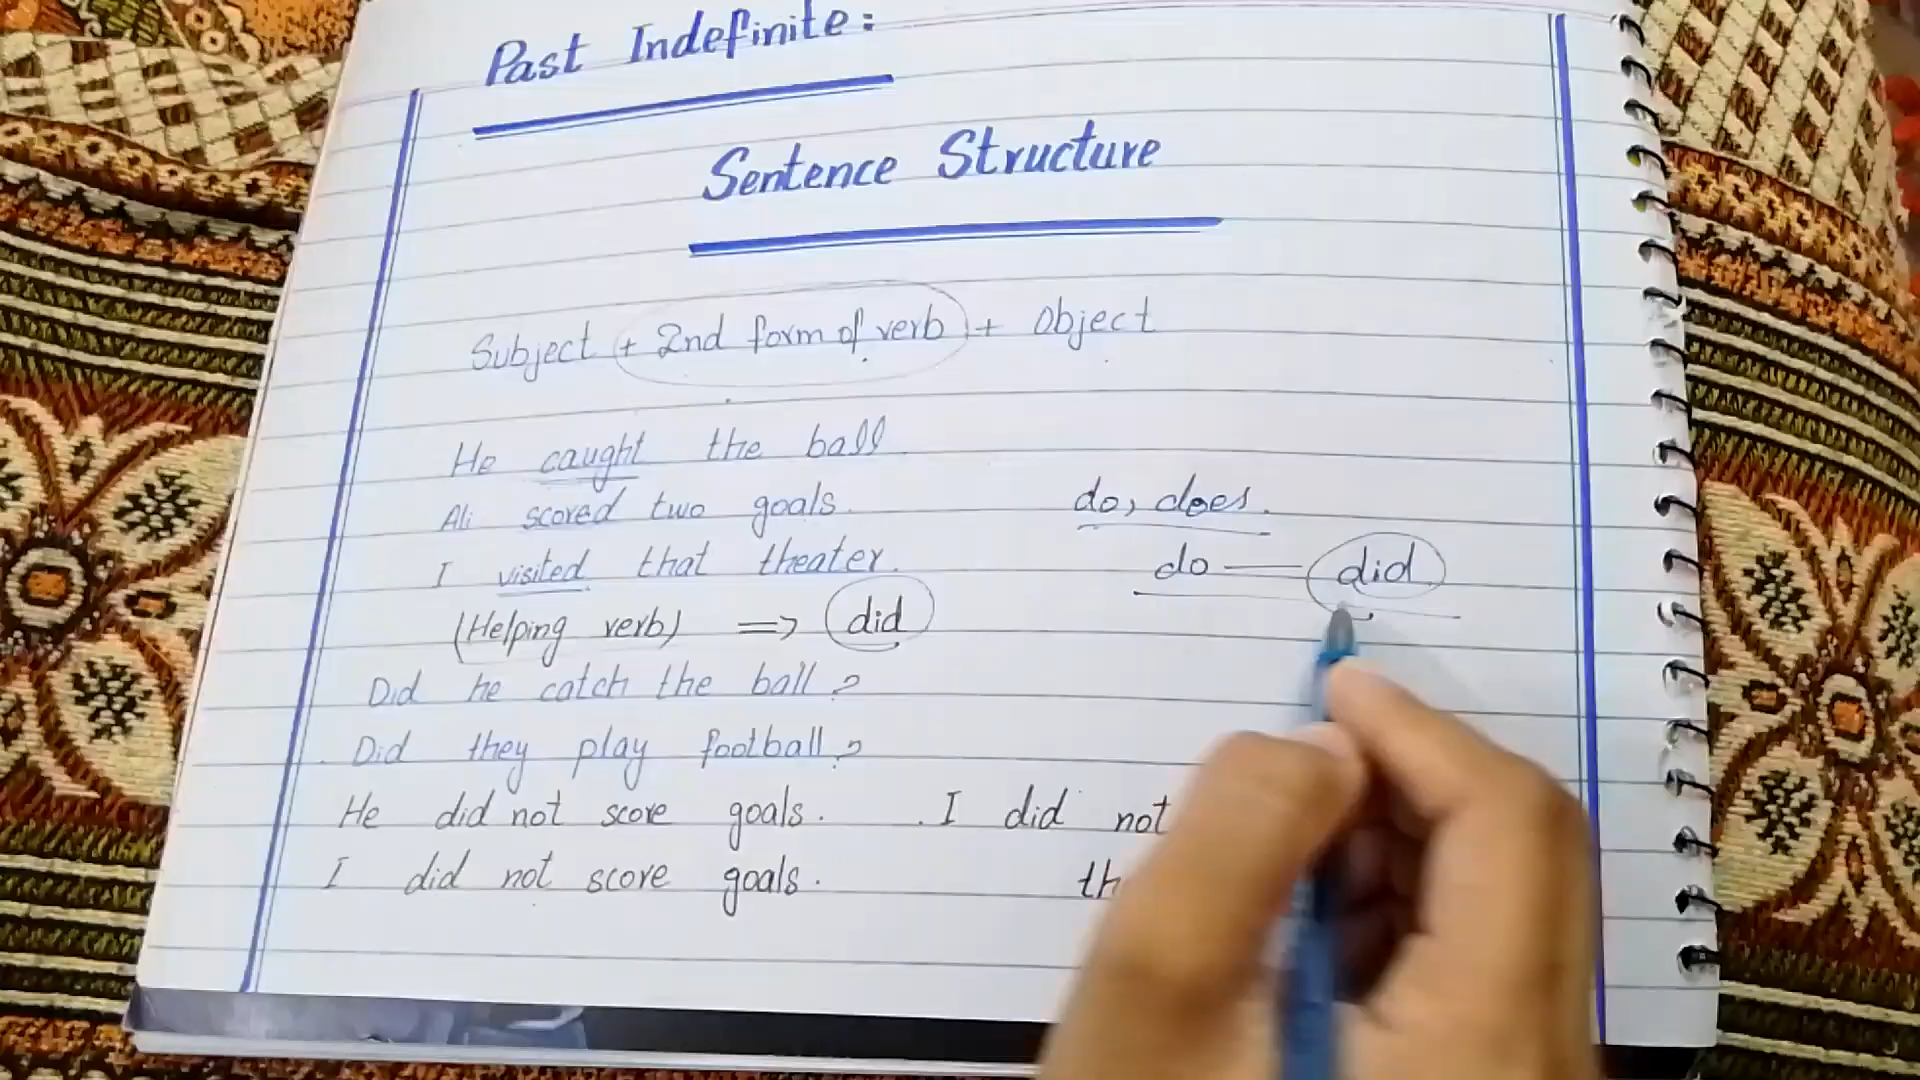 Past Indefinite:
Sentence Structure
Subject + 2nd form of verb + Object
He caught the ball
Ali scored two goals.
do, does.
I visited that theater.
do — did
(Helping verb) => did
Did he catch the ball?
Did they play football?
He did not score goals. I did not
I did not score goals.